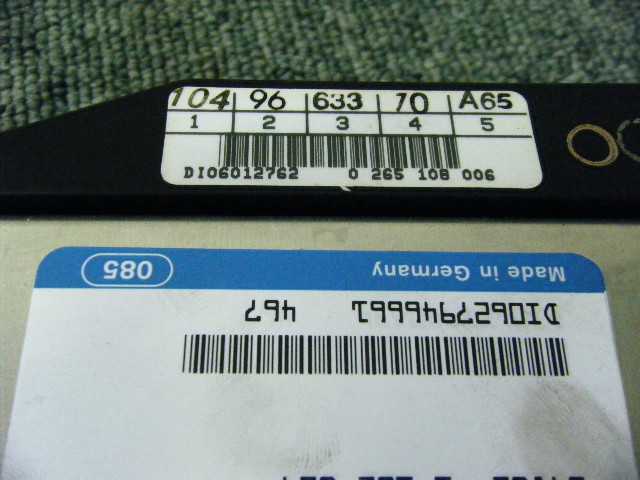 104 96 633 70 A65
1 2 3 4 5
DI06012762 0 265 108 006
Made in Germany 085
DI0627946661 467